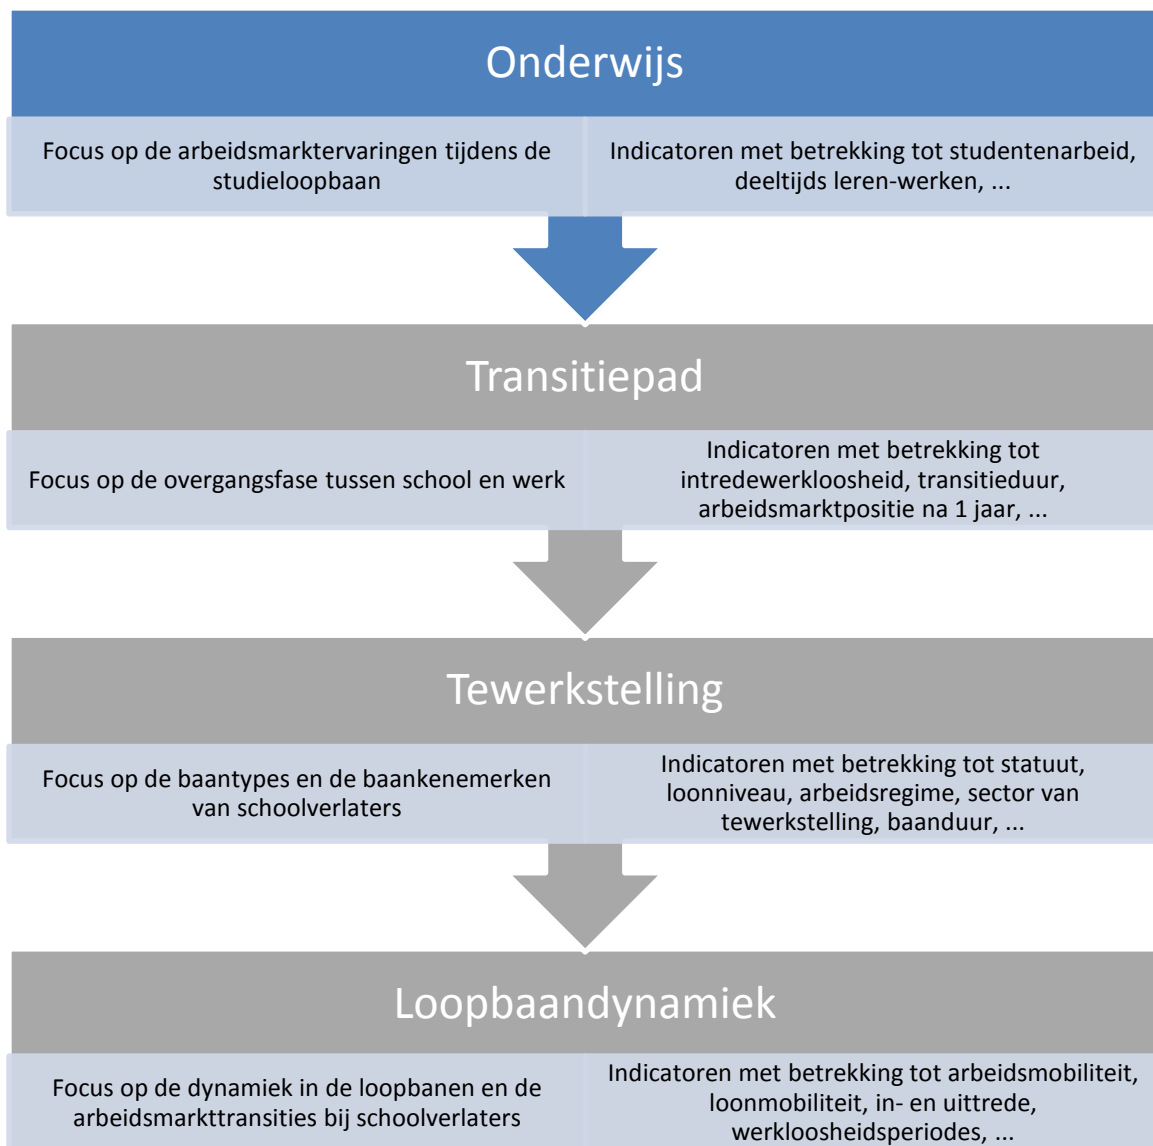 Onderwijs
Focus op de arbeidsmarktervaringen tijdens de
studieloopbaan
Indicatoren met betrekking tot studentenarbeid,
deeltijds leren-werken, ...
Transitiepad
Focus op de overgangsfase tussen school en werk
Indicatoren met betrekking tot
intredewerkloosheid, transitieduur,
arbeidsmarktpositie na 1 jaar, ...
Tewerkstelling
Focus op de baantypes en de baankenemerken
van schoolverlaters
Indicatoren met betrekking tot statuut,
loonniveau, arbeidsregime, sector van
tewerkstelling, baanduur, ...
Loopbaandynamiek
Focus op de dynamiek in de loopbanen en de
arbeidsmarkttransities bij schoolverlaters
Indicatoren met betrekking tot arbeidsmobiliteit,
loonmobiliteit, in- en uittrede,
werkloosheidsperiodes, ...